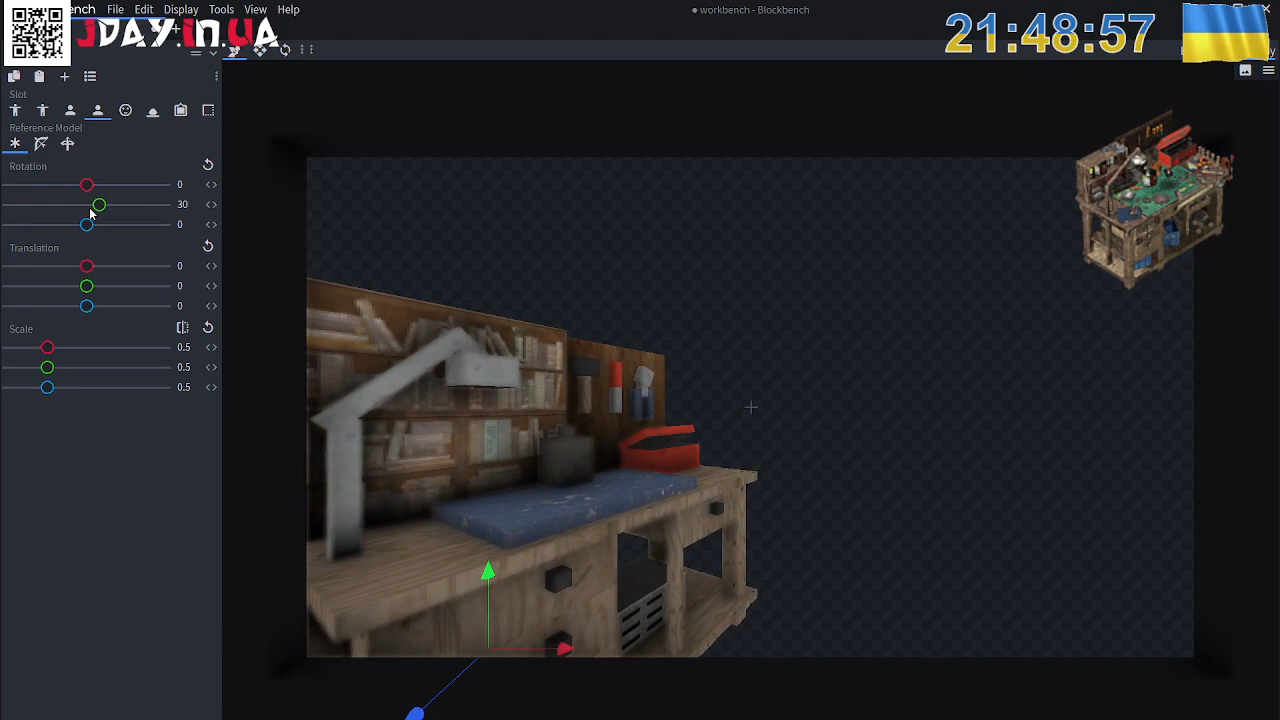 bench File Edit Display Tools View Help
workbench - Blockbench
JDAY.in.UA
21:48:57
Slot
Reference Model
Rotation
0
30
0
Translation
0
0
0
Scale
0.5
0.5
0.5